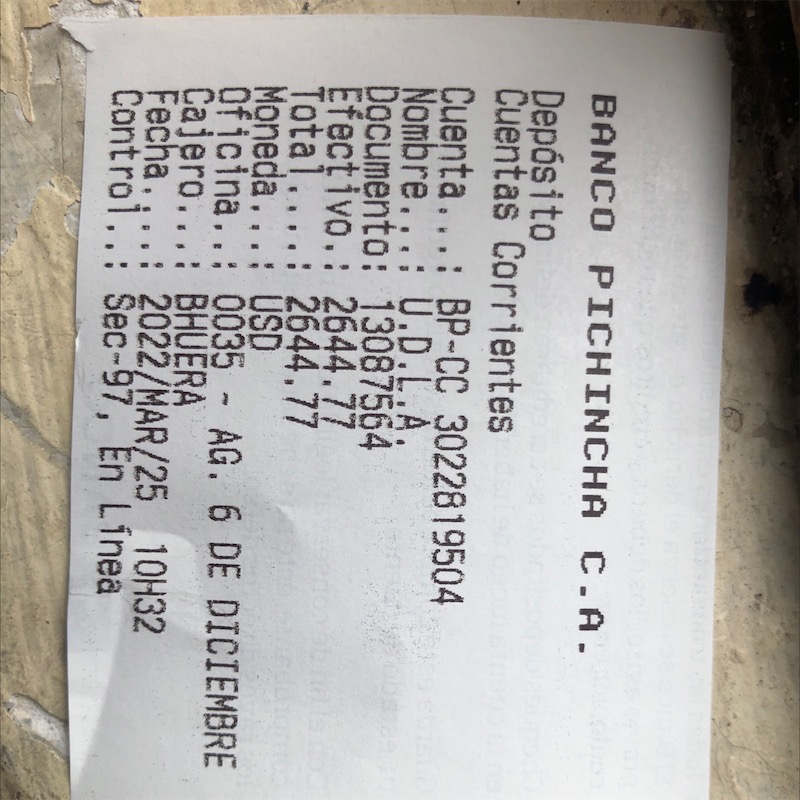 BANCO PICHINCHA C.A.
Depósito
Cuentas Corrientes
Cuenta...: BP-CC 3022819504
Nombre...: U.D.L.A.
Documento: 13087564
Efectivo.: 2644.77
Total....: 2644.77
Moneda...: USD
Oficina..: 0035 - AG. 6 DE DICIEMBRE
Cajero...: BHUERA
Fecha....: 2022/MAR/25 10H32
Control..: Sec-97, En Línea